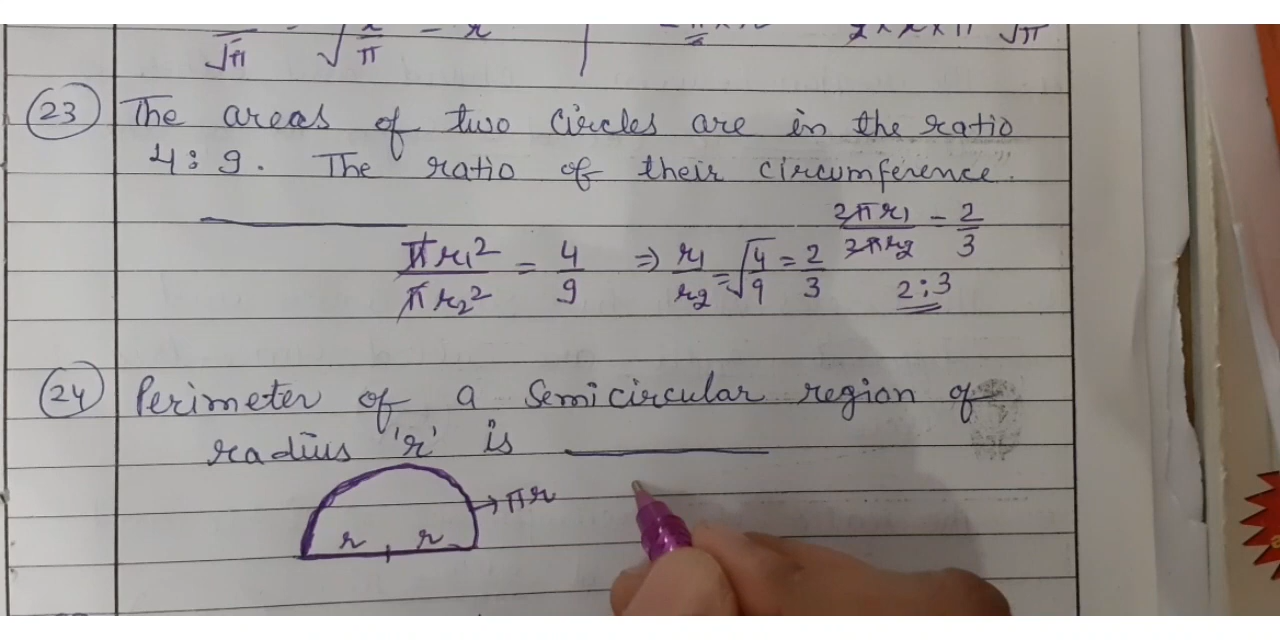 √π √π/2 = r
√π
23 The areas of two circles are in the ratio
4:9. The ratio of their circumference.
πr₁²/πr₂² = 4/9 ⇒ r₁/r₂ = √4/9 = 2/3 2πr₁/2πr₂ = 2/3
2:3
24 Perimeter of a Semicircular region of
radius 'r' is
→ πr
r, r